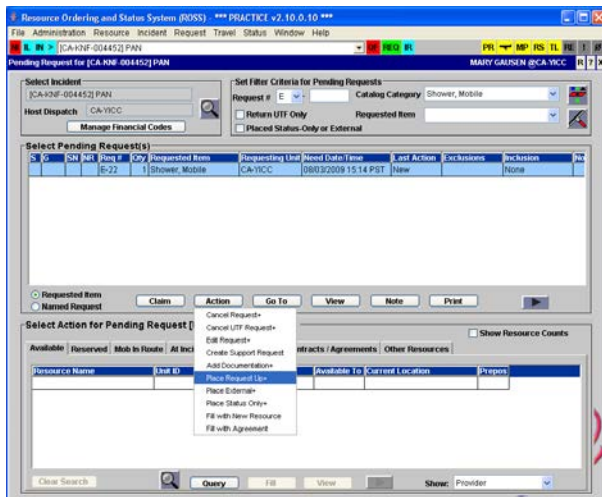 Resource Ordering and Status System (ROSS) - *** PRACTICE v2.10.0.10 ***
File Administration Resource Incident Request Travel Status Window Help
IL IN > [CA-KNF-004452] PAN REQ IR PR MP RS TL
Pending Request for [CA-KNF-004452] PAN MARY GAUSEN @CA-YICC R ? X
Select Incident
[CA-KNF-004452] PAN
Host Dispatch CA-YICC
Manage Financial Codes
Set Filter Criteria for Pending Requests
Request # E - Catalog Category Shower, Mobile
Return UTF Only Requested Item
Placed Status-Only or External
Select Pending Request(s)
S G SN NR Req # Qty Requested Item Requesting Unit Need Date/Time Last Action Exclusions Inclusion No
E-22 1 Shower, Mobile CA-YICC 08/03/2009 15:14 PST New None
Requested Item
Named Request
Claim Action Go To View Note Print
Cancel Request+
Cancel UTF Request+
Edit Request+
Create Support Request
Add Documentation+
Place Request Up+
Place External+
Place Status Only+
Fill with New Resource
Fill with Agreement
Select Action for Pending Request [
Show Resource Counts
Available Reserved Mob In Route At Inci ntracts / Agreements Other Resources
Resource Name Unit ID Available To Current Location Prepos
Clear Search Query Fill View Show: Provider